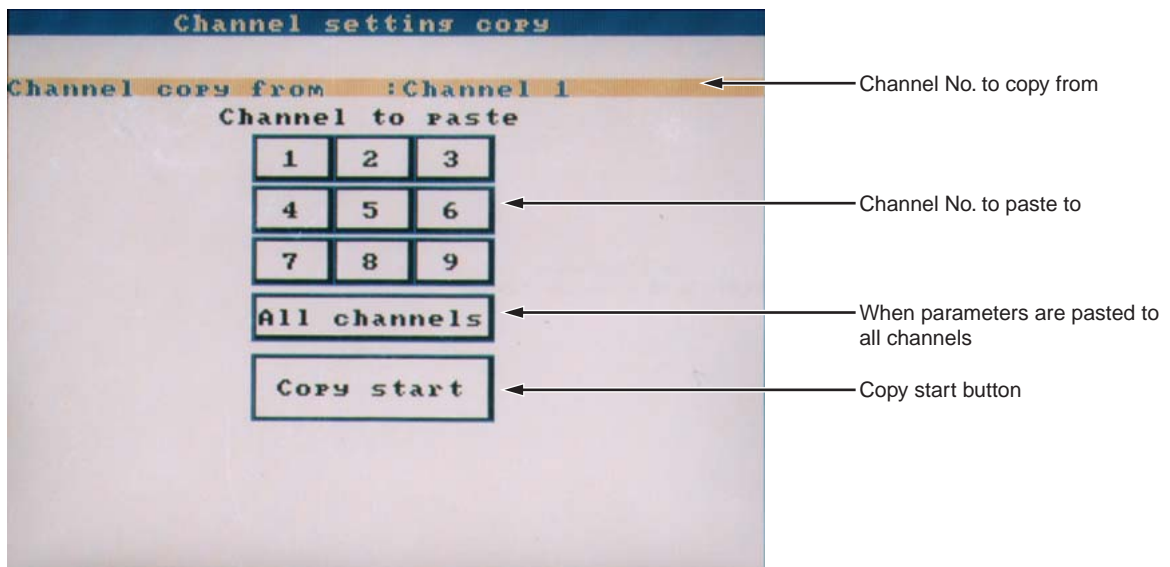 Channel setting copy
Channel copy from :Channel 1
Channel No. to copy from
Channel to paste
1 2 3
4 5 6
Channel No. to paste to
7 8 9
All channels
When parameters are pasted to
all channels
Copy start
Copy start button